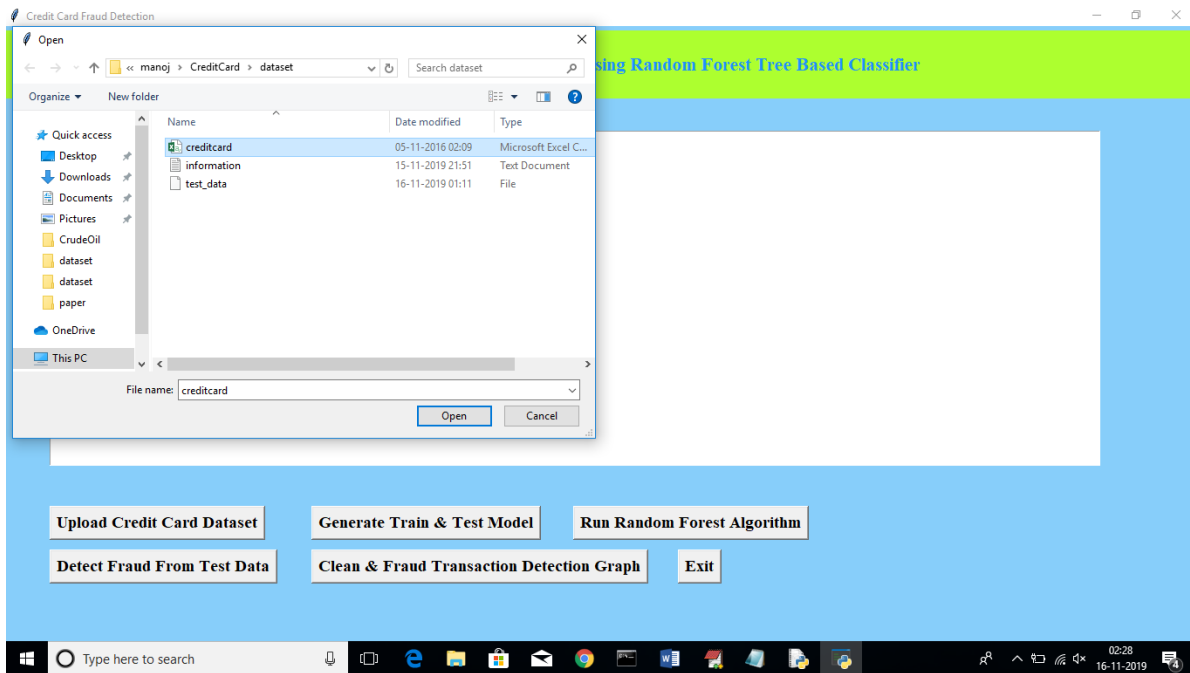 Credit Card Fraud Detection
Open
« manoj › CreditCard › dataset
Search dataset
sing Random Forest Tree Based Classifier
Organize
New folder
Name
Date modified
Type
Quick access
Desktop
Downloads
Documents
Pictures
CrudeOil
dataset
dataset
paper
OneDrive
This PC
creditcard 05-11-2016 02:09 Microsoft Excel C...
information 15-11-2019 21:51 Text Document
test_data 16-11-2019 01:11 File
File name: creditcard
Open
Cancel
Upload Credit Card Dataset
Generate Train & Test Model
Run Random Forest Algorithm
Detect Fraud From Test Data
Clean & Fraud Transaction Detection Graph
Exit
Type here to search
02:28
16-11-2019
4